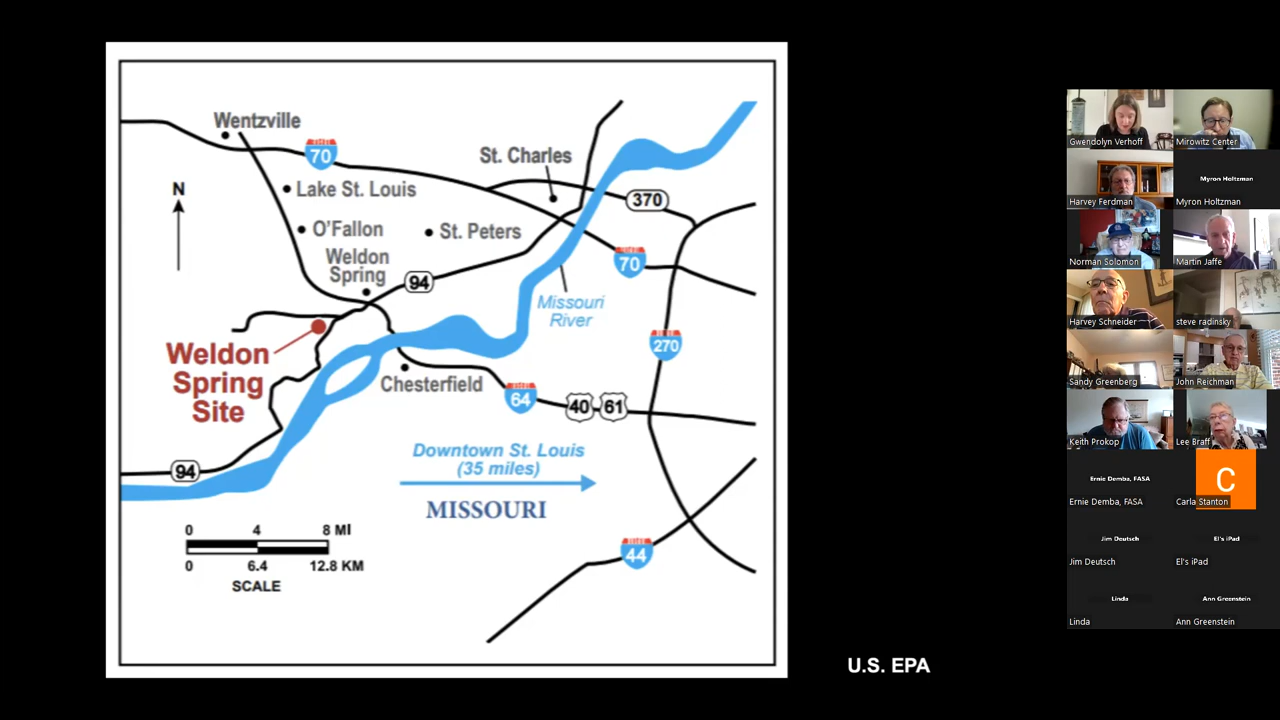 Wentzville
70
St. Charles
N
Lake St. Louis
370
O'Fallon
St. Peters
Weldon
Spring
94
70
Missouri
River
Weldon
Spring
Site
270
Chesterfield
64
40
61
Downtown St. Louis
(35 miles)
94
MISSOURI
0 4 8 MI
0 6.4 12.8 KM
SCALE
44
U.S. EPA
Gwendolyn Verhoff
Mirowitz Center
Harvey Ferdman
Myron Holtzman
Myron Holtzman
Norman Solomon
Martin Jaffe
Harvey Schneider
steve radinsky
Sandy Greenberg
John Reichman
Keith Prokop
Lee Braff
Ernie Demba, FASA
Ernie Demba, FASA
C
Carla Stanton
Jim Deutsch
Jim Deutsch
El's iPad
El's iPad
Linda
Linda
Ann Greenstein
Ann Greenstein